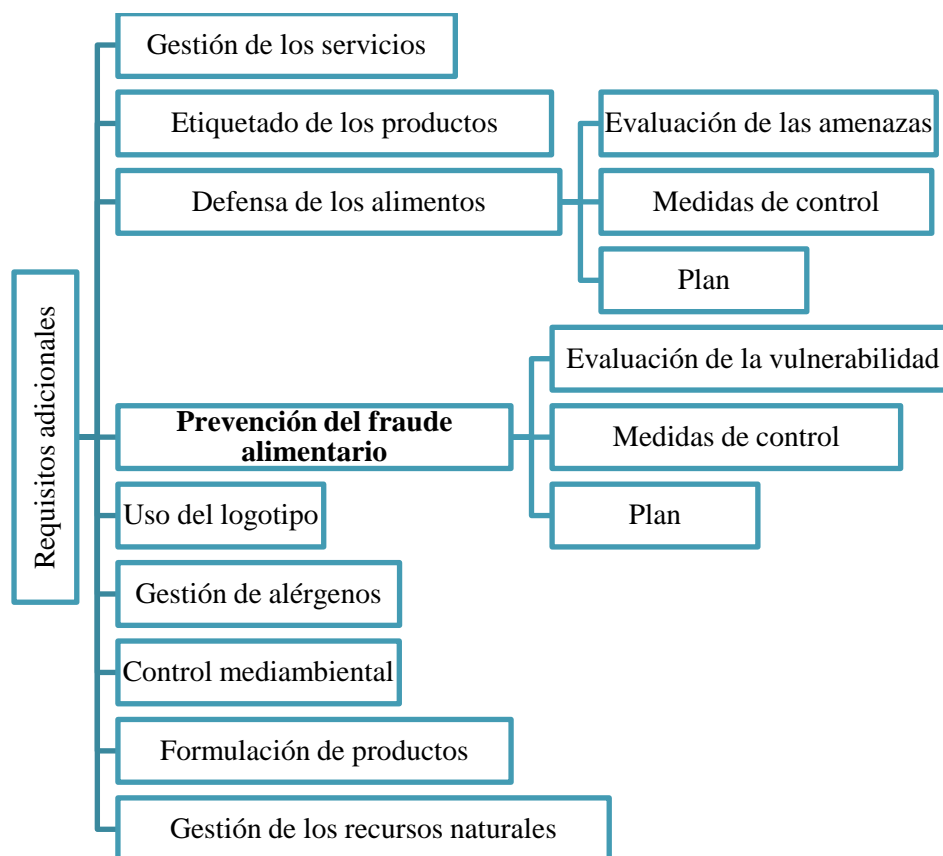 Requisitos adicionales
Gestión de los servicios
Etiquetado de los productos
Defensa de los alimentos
Evaluación de las amenazas
Medidas de control
Plan
Prevención del fraude
alimentario
Evaluación de la vulnerabilidad
Medidas de control
Plan
Uso del logotipo
Gestión de alérgenos
Control mediambiental
Formulación de productos
Gestión de los recursos naturales